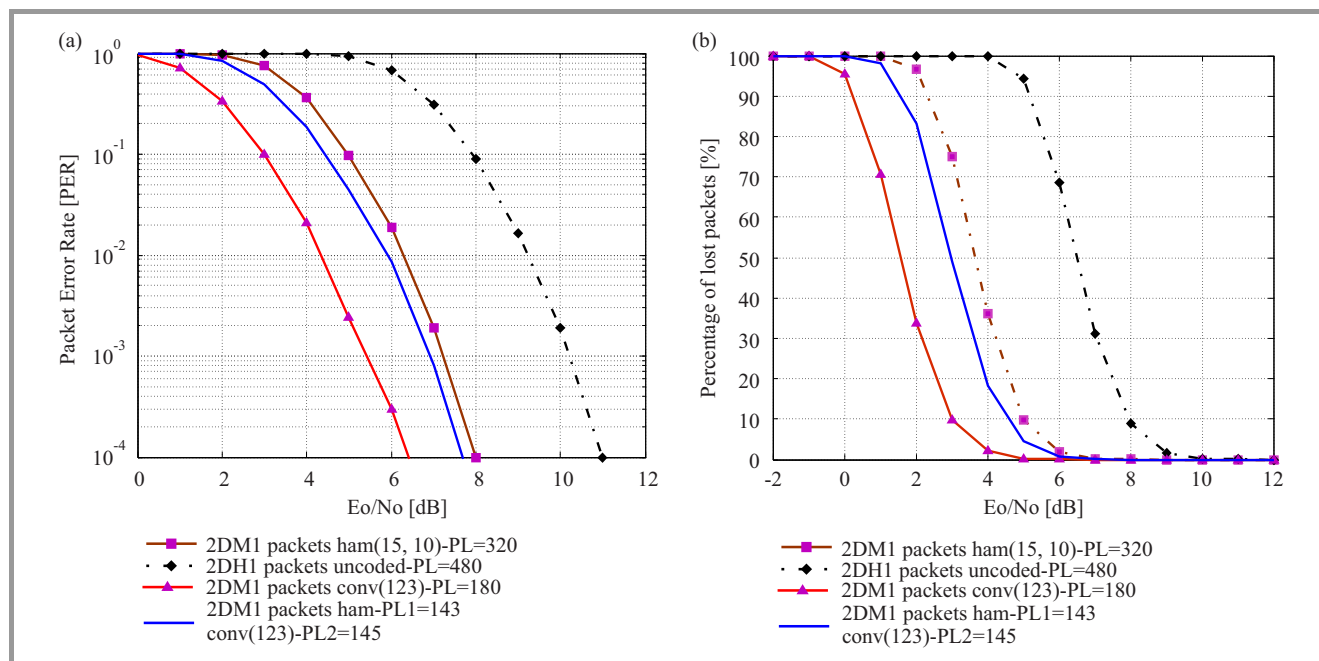 (a)
10^0
10^-1
10^-2
10^-3
10^-4
Packet Error Rate [PER]
0 2 4 6 8 10 12
Eo/No [dB]
2DM1 packets ham(15, 10)-PL=320
2DH1 packets uncoded-PL=480
2DM1 packets conv(123)-PL=180
2DM1 packets ham-PL1=143
conv(123)-PL2=145
(b)
100
90
80
70
60
50
40
30
20
10
0
Percentage of lost packets [%]
-2 0 2 4 6 8 10 12
Eo/No [dB]
2DM1 packets ham(15, 10)-PL=320
2DH1 packets uncoded-PL=480
2DM1 packets conv(123)-PL=180
2DM1 packets ham-PL1=143
conv(123)-PL2=145